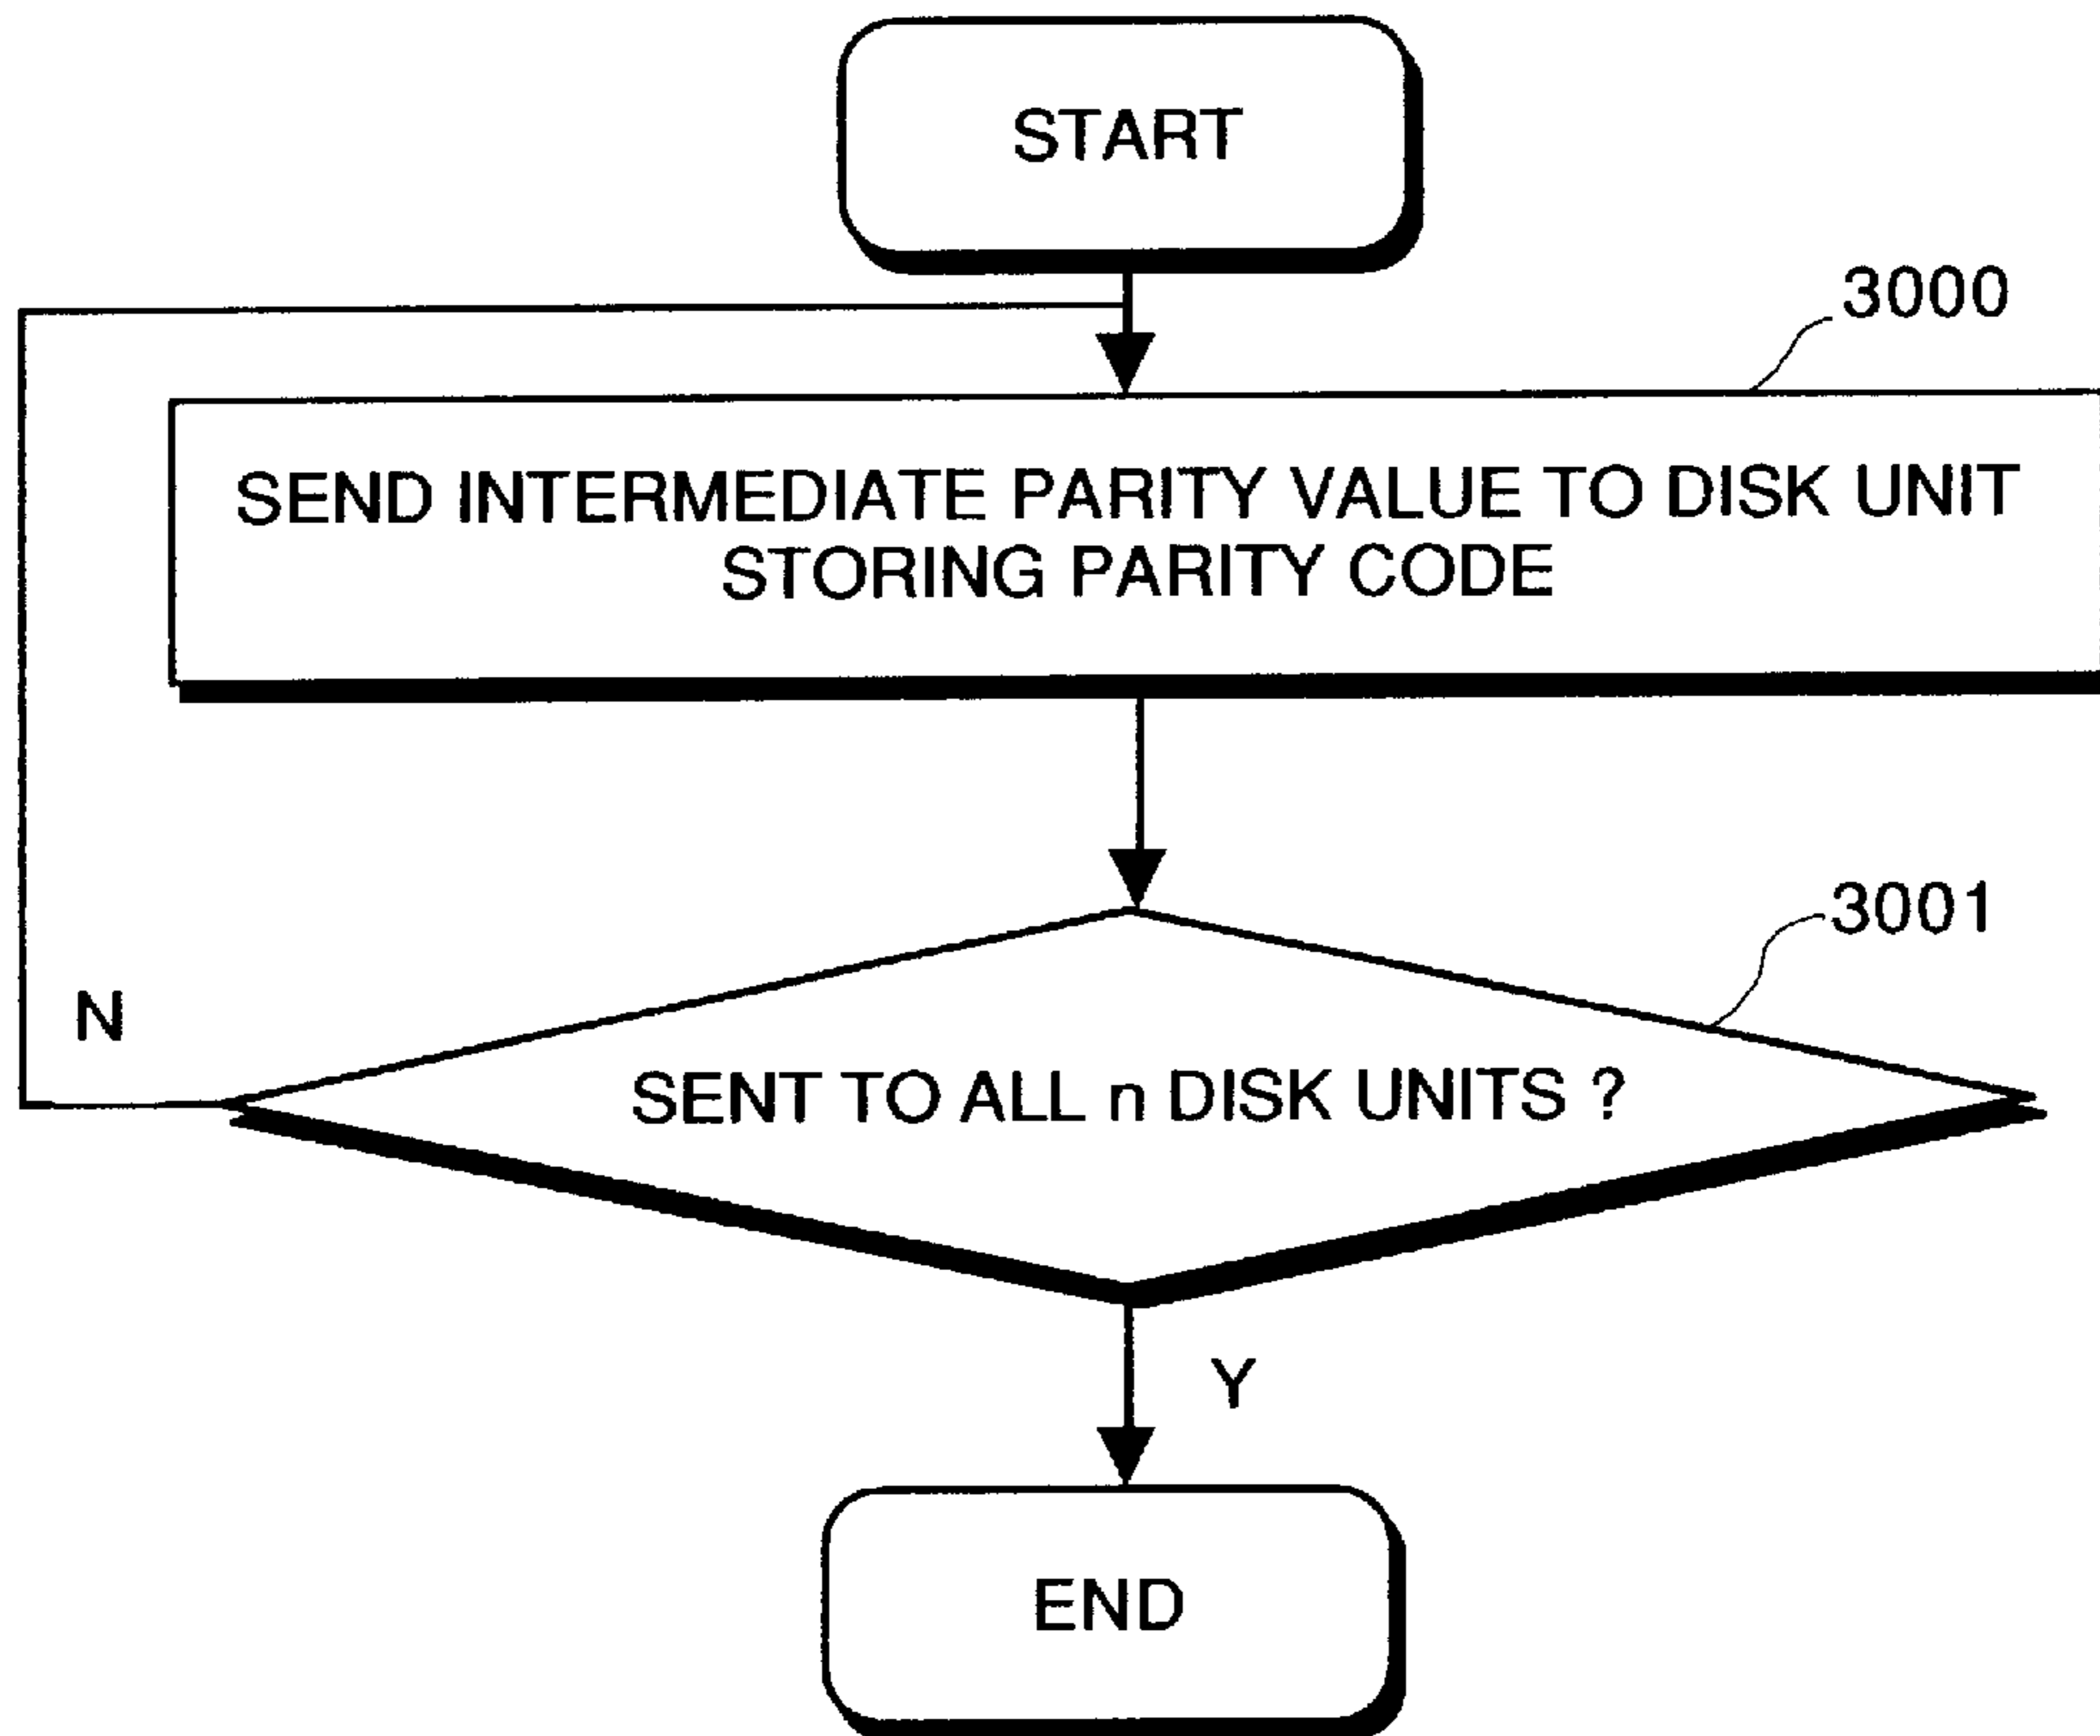 START
3000
SEND INTERMEDIATE PARITY VALUE TO DISK UNIT
STORING PARITY CODE
3001
N
SENT TO ALL n DISK UNITS ?
Y
END